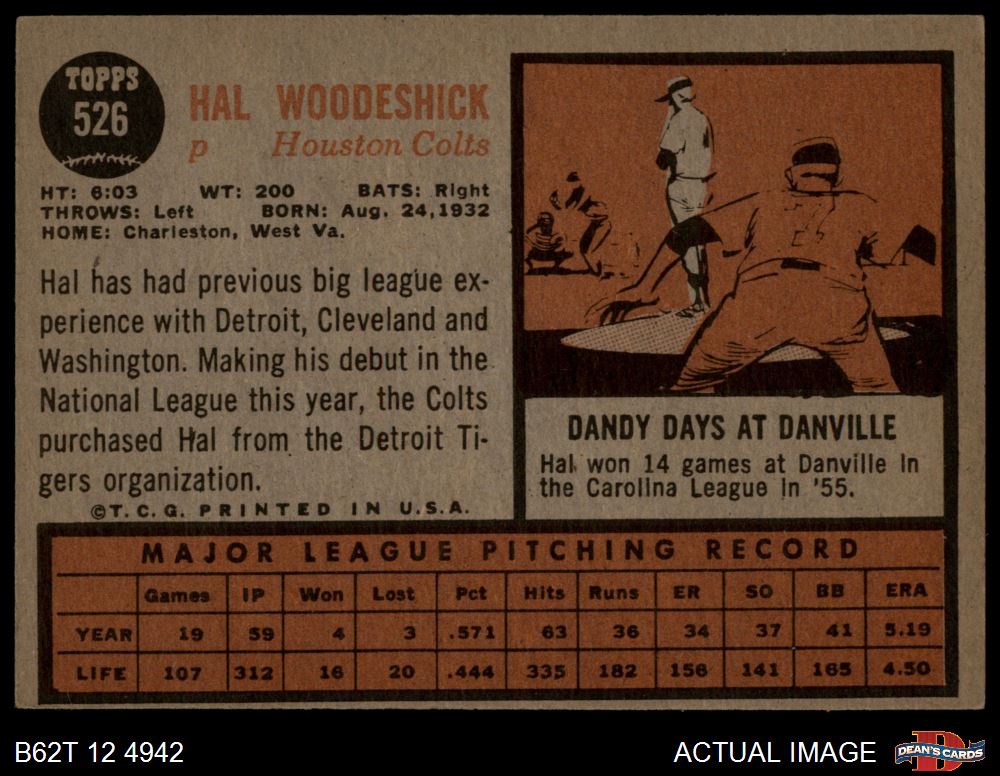 TOPPS
526
HAL WOODESHICK
p Houston Colts
HT: 6:03 WT: 200 BATS: Right
THROWS: Left BORN: Aug. 24, 1932
HOME: Charleston, West Va.
Hal has had previous big league ex-
perience with Detroit, Cleveland and
Washington. Making his debut in the
National League this year, the Colts
purchased Hal from the Detroit Ti-
gers organization.
©T.C.G. PRINTED IN U.S.A.
DANDY DAYS AT DANVILLE
Hal won 14 games at Danville in
the Carolina League in '55.
MAJOR LEAGUE PITCHING RECORD
Games IP Won Lost Pct Hits Runs ER SO BB ERA
YEAR 19 59 4 3 .571 63 36 34 37 41 5.19
LIFE 107 312 16 20 .444 335 182 156 141 165 4.50
B62T 12 4942 ACTUAL IMAGE D DEAN'S CARDS